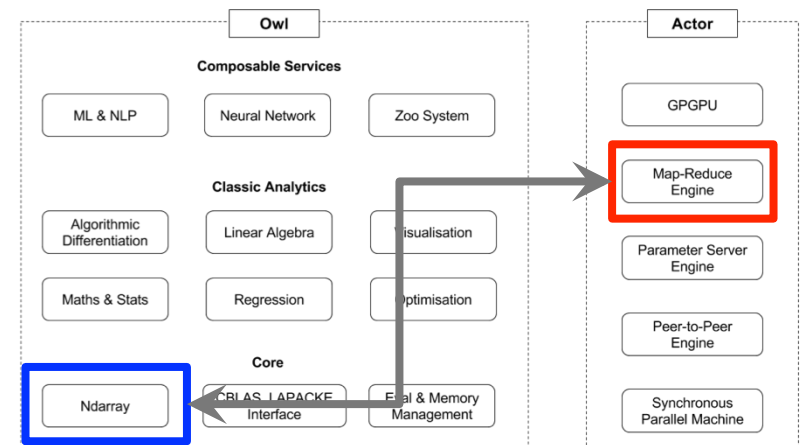 Owl
Actor
Composable Services
ML & NLP
Neural Network
Zoo System
GPGPU
Map-Reduce
Engine
Classic Analytics
Algorithmic
Differentiation
Linear Algebra
Visualisation
Parameter Server
Engine
Maths & Stats
Regression
Optimisation
Peer-to-Peer
Engine
Core
Ndarray
CBLAS, LAPACKE
Interface
Eval & Memory
Management
Synchronous
Parallel Machine